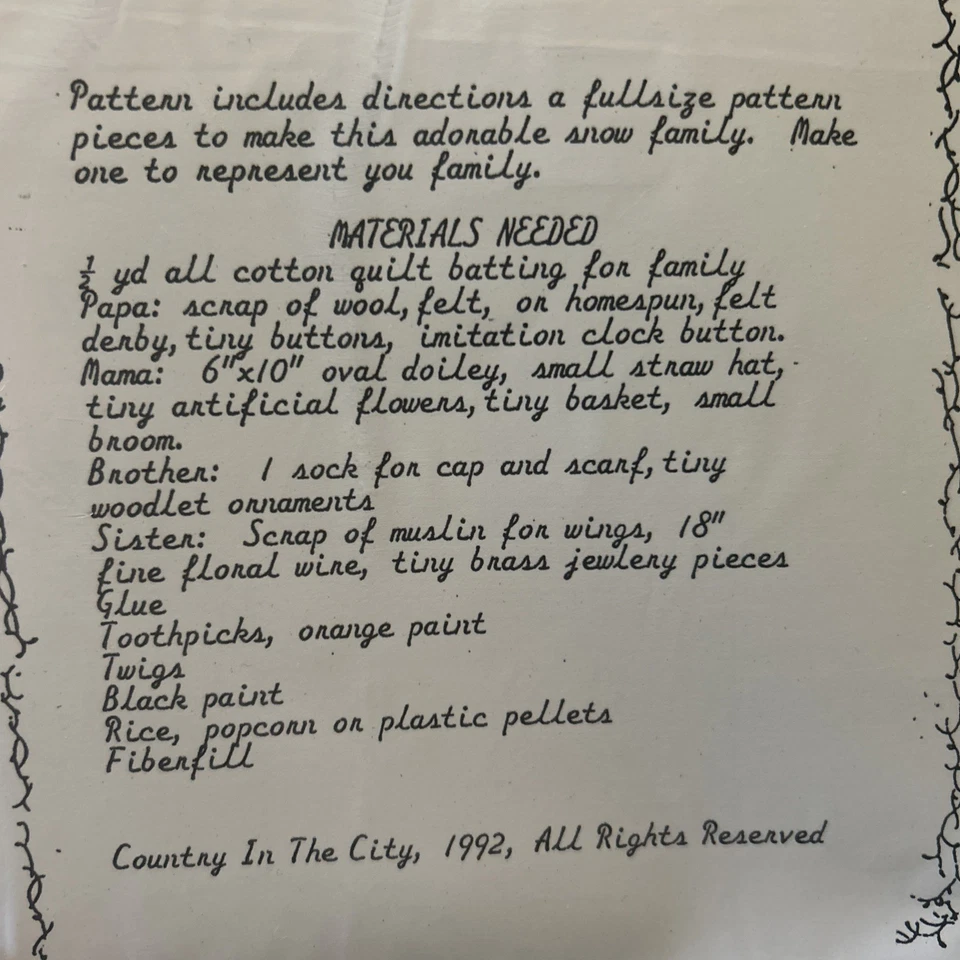 Pattern includes directions a fullsize pattern
pieces to make this adorable snow family. Make
one to represent you family.
MATERIALS NEEDED
½ yd all cotton quilt batting for family
Papa: scrap of wool, felt, or homespun, felt
derby, tiny buttons, imitation clock button.
Mama: 6"x10" oval doiley, small straw hat,
tiny artificial flowers, tiny basket, small
broom.
Brother: 1 sock for cap and scarf, tiny
woodlet ornaments
Sister: Scrap of muslin for wings, 18"
fine floral wire, tiny brass jewlery pieces
Glue
Toothpicks, orange paint
Twigs
Black paint
Rice, popcorn or plastic pellets
Fiberfill
Country In The City, 1992, All Rights Reserved